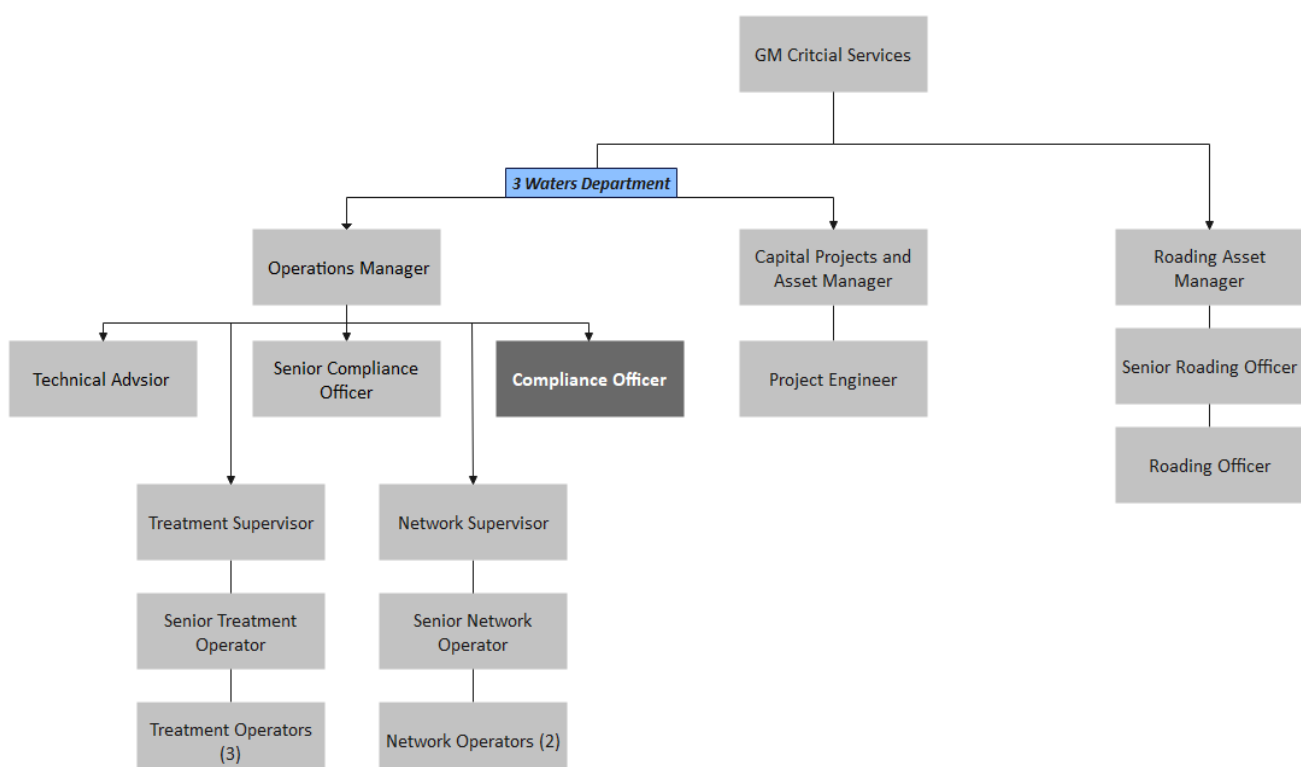 GM Critcial Services
3 Waters Department
Operations Manager
Capital Projects and
Asset Manager
Roading Asset
Manager
Technical Advsior
Senior Compliance
Officer
Compliance Officer
Project Engineer
Senior Roading Officer
Roading Officer
Treatment Supervisor
Network Supervisor
Senior Treatment
Operator
Senior Network
Operator
Treatment Operators
(3)
Network Operators (2)